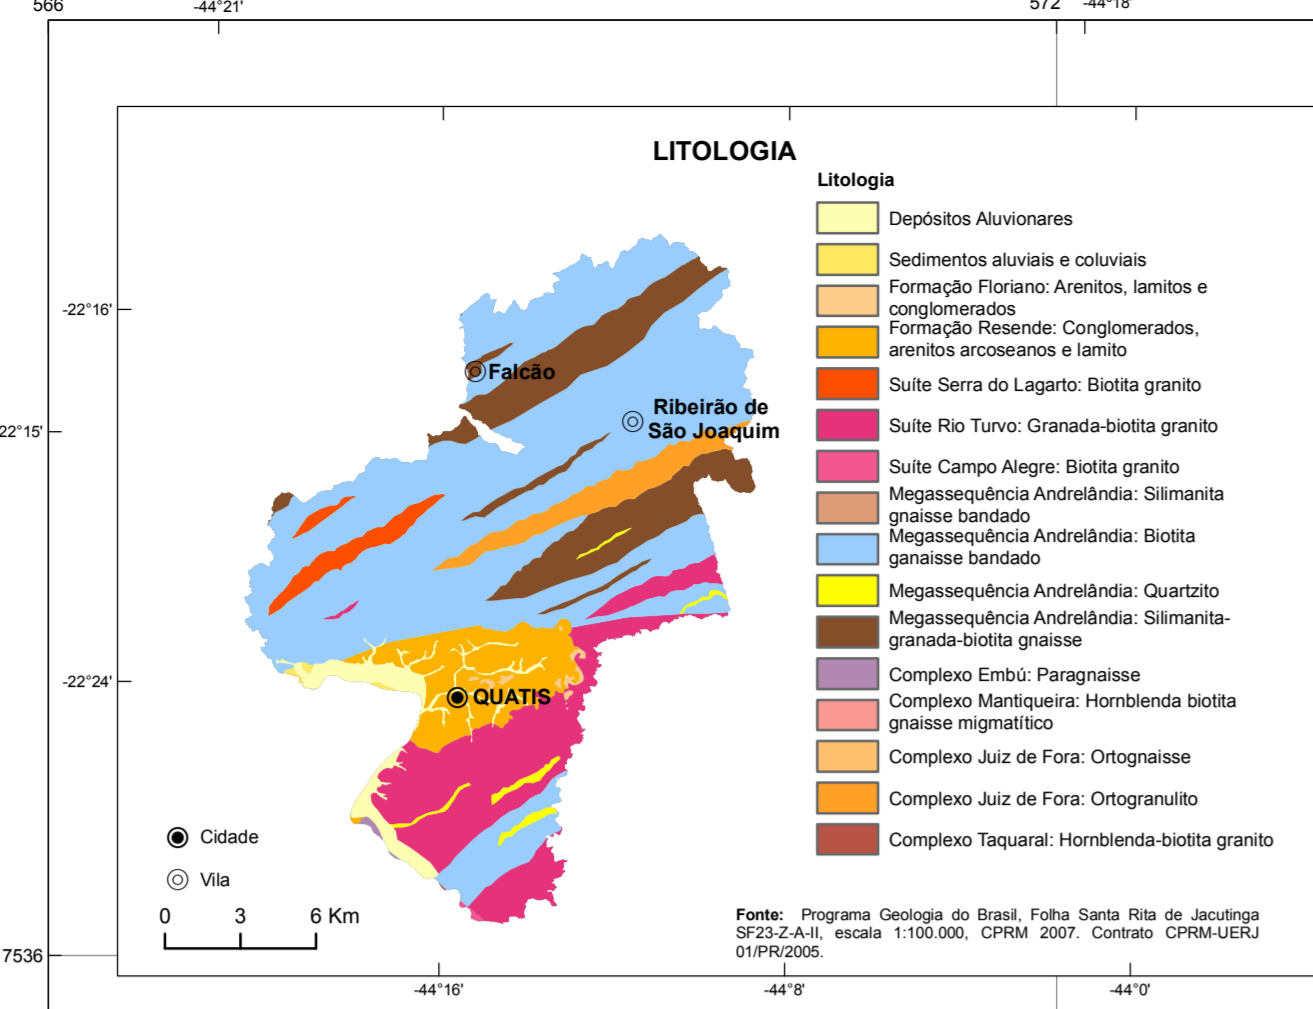 566
-44°21'
572
-44°18'
LITOLOGIA
Litologia
Depósitos Aluvionares
Sedimentos aluviais e coluviais
Formação Floriano: Arenitos, lamitos e
conglomerados
Formação Resende: Conglomerados,
arenitos arcoseanos e lamito
Suíte Serra do Lagarto: Biotita granito
Suíte Rio Turvo: Granada-biotita granito
Suíte Campo Alegre: Biotita granito
Megassequência Andrelândia: Silimanita
gnaisse bandado
Megassequência Andrelândia: Biotita
ganaisse bandado
Megassequência Andrelândia: Quartzito
Megassequência Andrelândia: Silimanita-
granada-biotita gnaisse
Complexo Embú: Paragnaisse
Complexo Mantiqueira: Hornblenda biotita
gnaisse migmatítico
Complexo Juiz de Fora: Ortognaisse
Complexo Juiz de Fora: Ortogranulito
Complexo Taquaral: Hornblenda-biotita granito
-22°16'
Falcão
Ribeirão de
São Joaquim
22°15'
-22°24'
QUATIS
Cidade
Vila
0 3 6 Km
Fonte: Programa Geologia do Brasil, Folha Santa Rita de Jacutinga
SF23-Z-A-II, escala 1:100.000, CPRM 2007. Contrato CPRM-UERJ
01/PR/2005.
7536
-44°16'
-44°8'
-44°0'